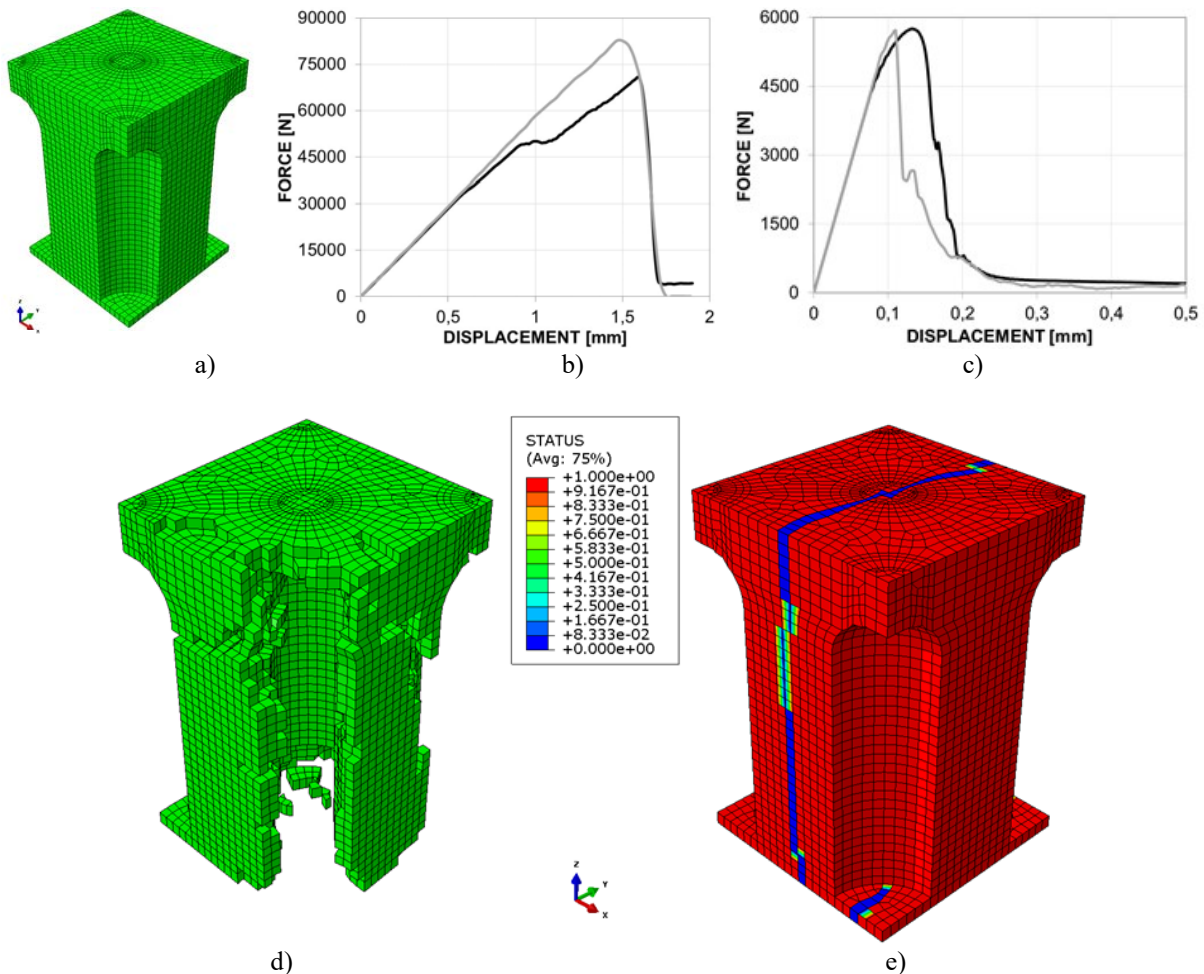 Z
Y
X
FORCE [N]
90000
75000
60000
45000
30000
15000
0
0
0,5
1
1,5
2
DISPLACEMENT [mm]
FORCE [N]
6000
4500
3000
1500
0
0
0,1
0,2
0,3
0,4
0,5
DISPLACEMENT [mm]
a)
b)
c)
STATUS
(Avg: 75%)
+1.000e+00
+9.167e-01
+8.333e-01
+7.500e-01
+6.667e-01
+5.833e-01
+5.000e-01
+4.167e-01
+3.333e-01
+2.500e-01
+1.667e-01
+8.333e-02
+0.000e+00
Z
Y
X
d)
e)